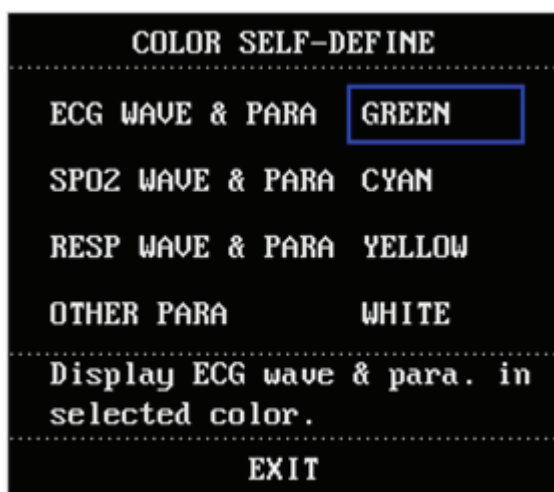 COLOR SELF-DEFINE
ECG WAVE & PARA GREEN
SPO2 WAVE & PARA CYAN
RESP WAVE & PARA YELLOW
OTHER PARA WHITE
Display ECG wave & para. in
selected color.
EXIT